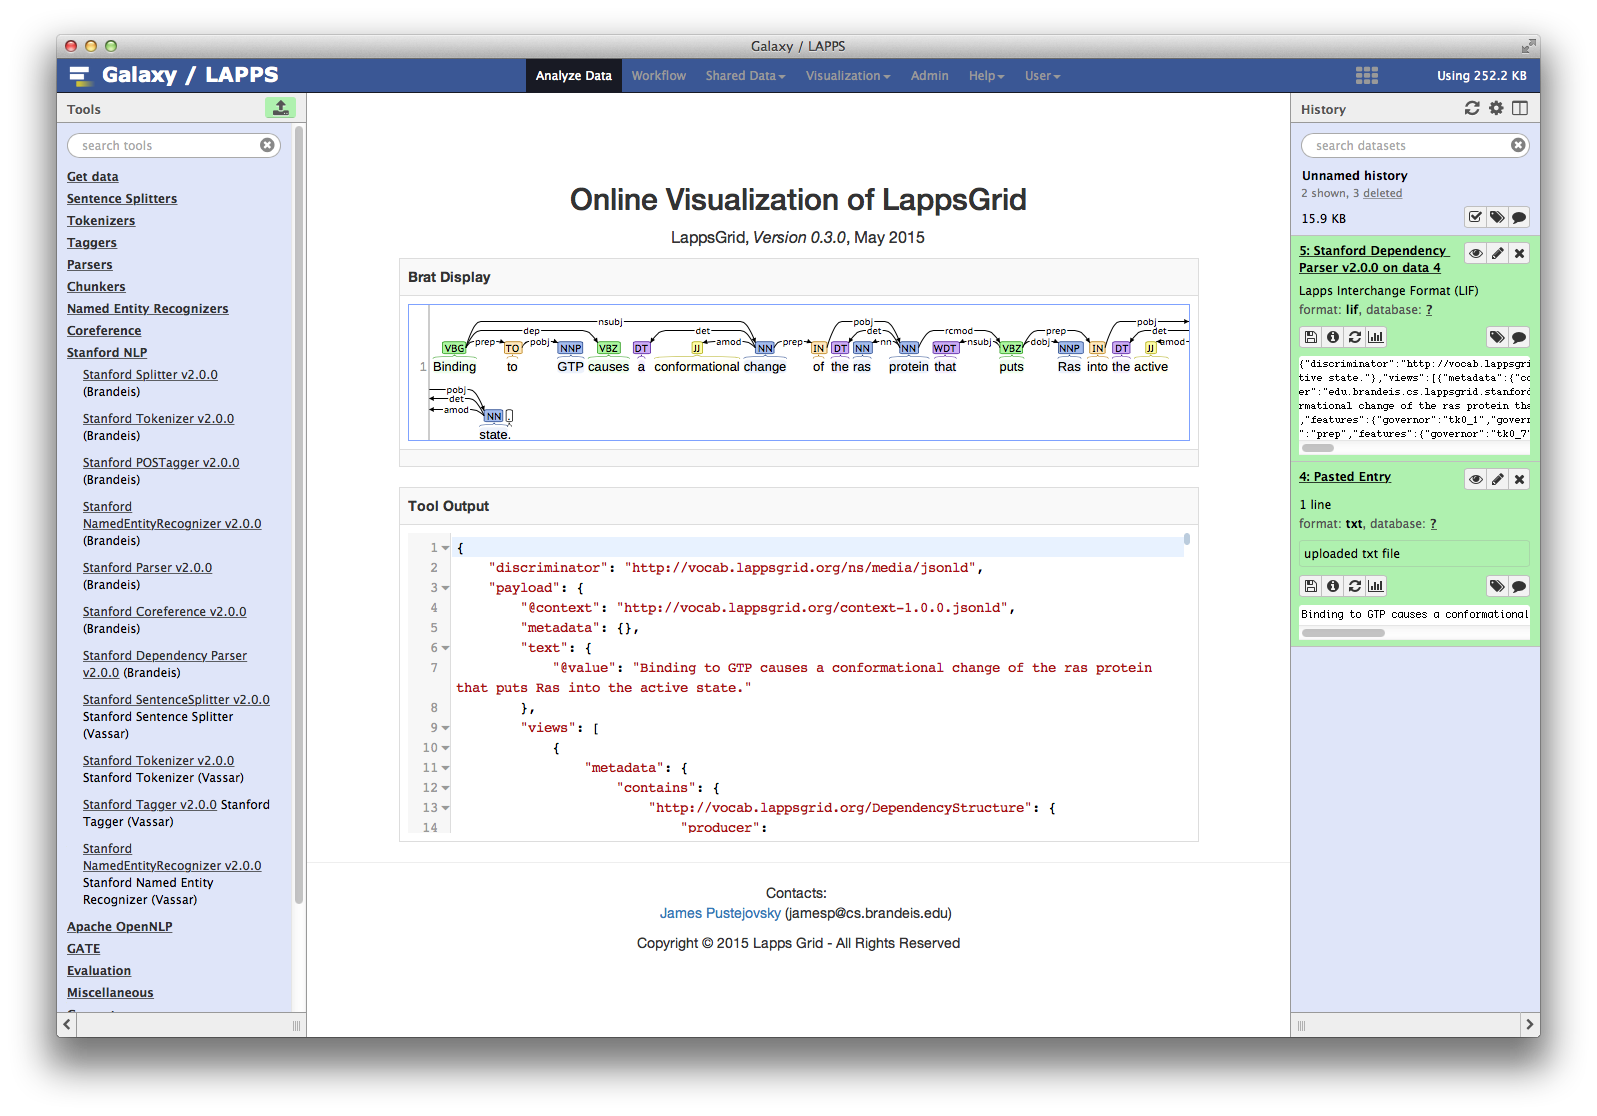 Galaxy / LAPPS
Galaxy / LAPPS
Analyze Data Workflow Shared Data Visualization Admin Help User
Using 252.2 KB
Tools
search tools
Get data
Sentence Splitters
Tokenizers
Taggers
Parsers
Chunkers
Named Entity Recognizers
Coreference
Stanford NLP
Stanford Splitter v2.0.0
(Brandeis)
Stanford Tokenizer v2.0.0
(Brandeis)
Stanford POSTagger v2.0.0
(Brandeis)
Stanford
NamedEntityRecognizer v2.0.0
(Brandeis)
Stanford Parser v2.0.0
(Brandeis)
Stanford Coreference v2.0.0
(Brandeis)
Stanford Dependency Parser
v2.0.0 (Brandeis)
Stanford SentenceSplitter v2.0.0
Stanford Sentence Splitter
(Vassar)
Stanford Tokenizer v2.0.0
Stanford Tokenizer (Vassar)
Stanford Tagger v2.0.0 Stanford
Tagger (Vassar)
Stanford
NamedEntityRecognizer v2.0.0
Stanford Named Entity
Recognizer (Vassar)
Apache OpenNLP
GATE
Evaluation
Miscellaneous
Online Visualization of LappsGrid
LappsGrid, Version 0.3.0, May 2015
Brat Display
nsubj pobj pobj
dep det det rcmod prep det
prep pobj amod prep nn nsubj dobj amod
VBG TO NNP VBZ DT JJ NN IN DT NN NN WDT VBZ NNP IN DT JJ
1 Binding to GTP causes a conformational change of the ras protein that puts Ras into the active
pobj
det
amod
NN .
state.
Tool Output
1 {
2 "discriminator": "http://vocab.lappsgrid.org/ns/media/jsonld",
3 "payload": {
4 "@context": "http://vocab.lappsgrid.org/context-1.0.0.jsonld",
5 "metadata": {},
6 "text": {
7 "@value": "Binding to GTP causes a conformational change of the ras protein
that puts Ras into the active state."
8 },
9 "views": [
10 {
11 "metadata": {
12 "contains": {
13 "http://vocab.lappsgrid.org/DependencyStructure": {
14 "producer":
Contacts:
James Pustejovsky (jamesp@cs.brandeis.edu)
Copyright © 2015 Lapps Grid - All Rights Reserved
History
search datasets
Unnamed history
2 shown, 3 deleted
15.9 KB
5: Stanford Dependency
Parser v2.0.0 on data 4
Lapps Interchange Format (LIF)
format: lif, database: ?
{"discriminator":"http://vocab.lappsgri
tive state."},"views":[{"metadata":{"co
er":"edu.brandeis.cs.lappsgrid.stanford
rmational change of the ras protein tha
,"features":{"governor":"tk0_1","govern
:"prep","features":{"governor":"tk0_7"
4: Pasted Entry
1 line
format: txt, database: ?
uploaded txt file
Binding to GTP causes a conformational